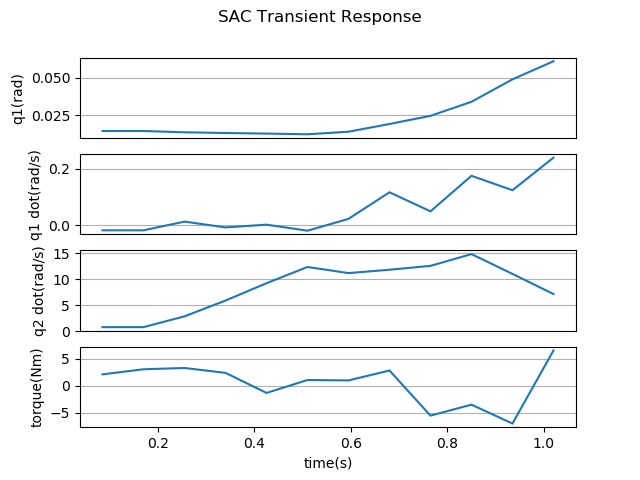 SAC Transient Response
q1(rad)
0.050
0.025
q1 dot(rad/s)
0.2
0.0
q2 dot(rad/s)
15
10
5
0
torque(Nm)
5
0
−5
0.2 0.4 0.6 0.8 1.0
time(s)